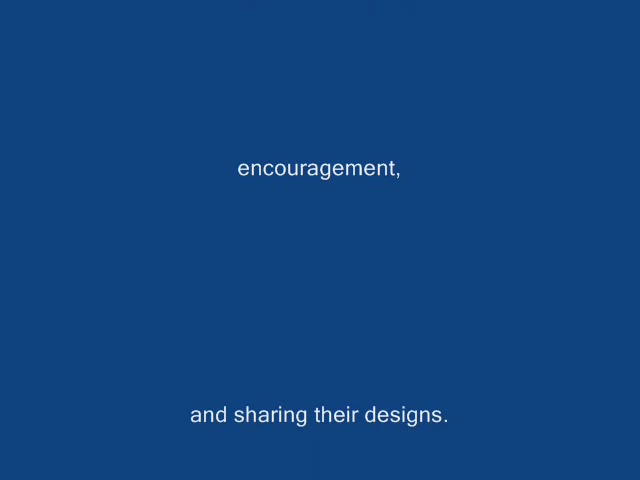 encouragement,
and sharing their designs.